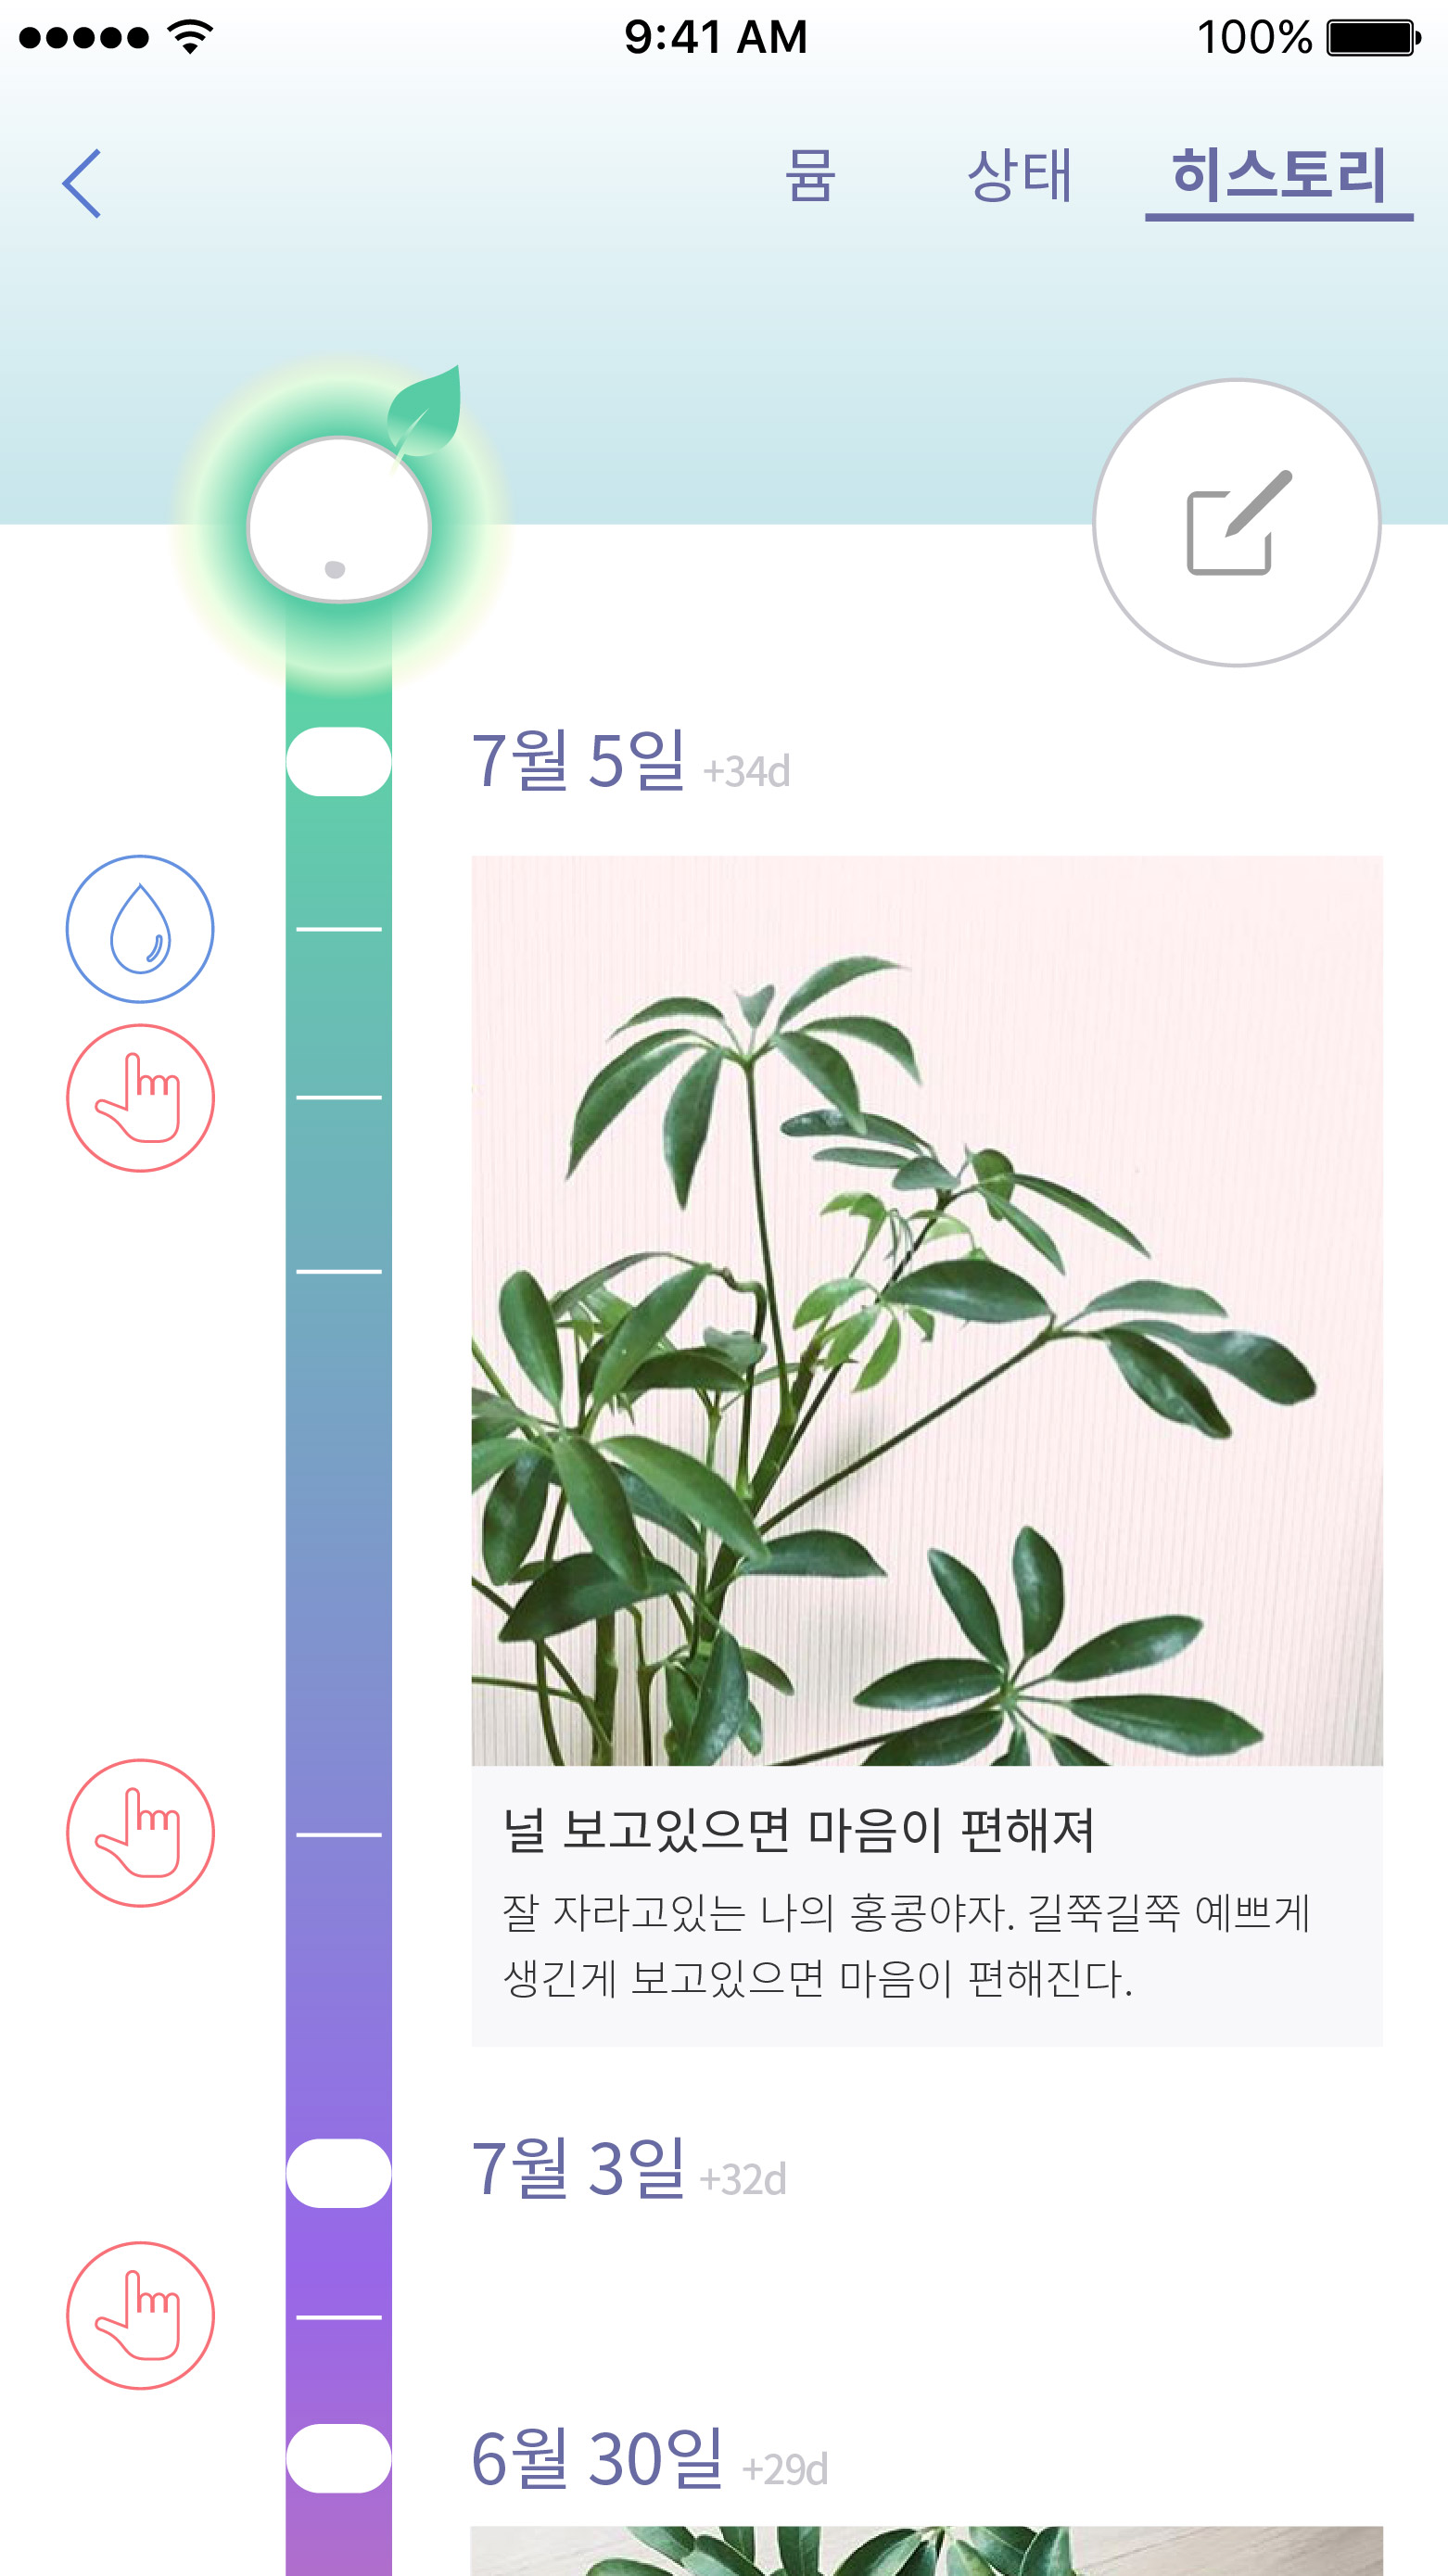 9:41 AM
100%
뮴 상태 히스토리
7월 5일 +34d
널 보고있으면 마음이 편해져
잘 자라고있는 나의 홍콩야자. 길쭉길쭉 예쁘게
생긴게 보고있으면 마음이 편해진다.
7월 3일 +32d
6월 30일 +29d